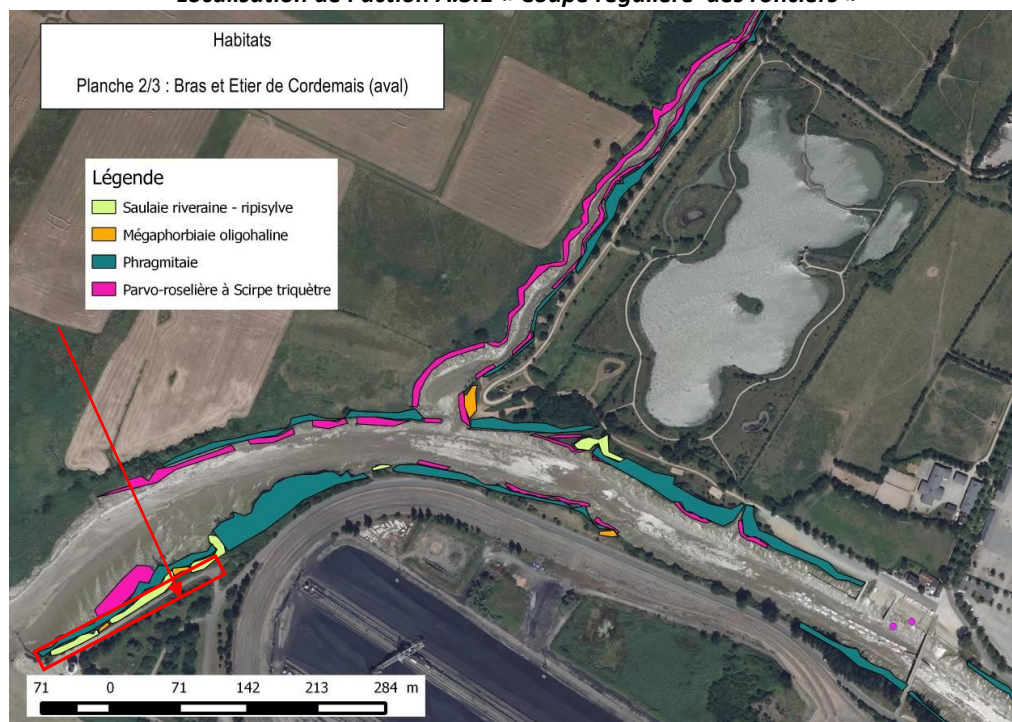 Localisation de l'action A.3.2 « Coupe régulière des ronciers »
Habitats
Planche 2/3 : Bras et Etier de Cordemais (aval)
Légende
Saulaie riveraine - ripisylve
Mégaphorbiaie oligohaline
Phragmitaie
Parvo-roselière à Scirpe triquètre
71 0 71 142 213 284 m